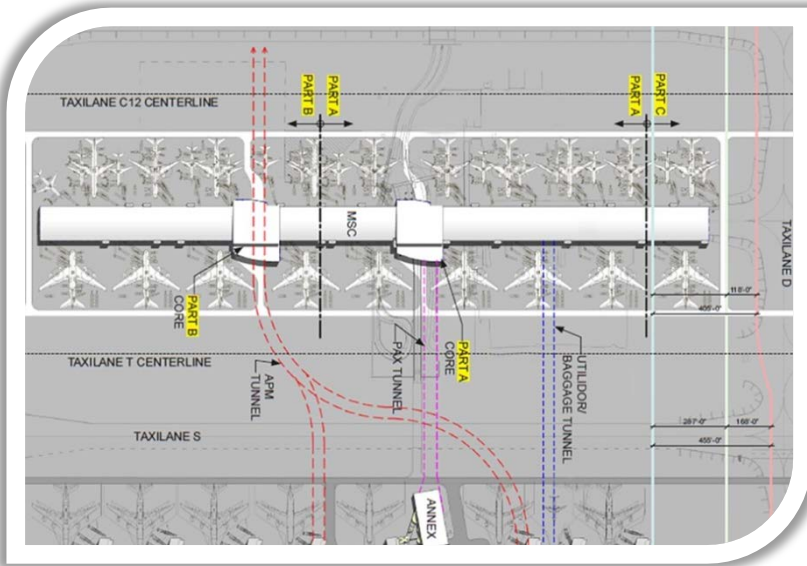 PART B
PART A
PART A
PART C
TAXILANE C12 CENTERLINE
MSC
TAXILANE D
118'-0"
405'-0"
PART B
CORE
PART A
CORE
TAXILANE T CENTERLINE
APM
TUNNEL
PAX TUNNEL
UTILIDOR/
BAGGAGE TUNNEL
TAXILANE S
287'-0"
168'-0"
455'-0"
ANNEX